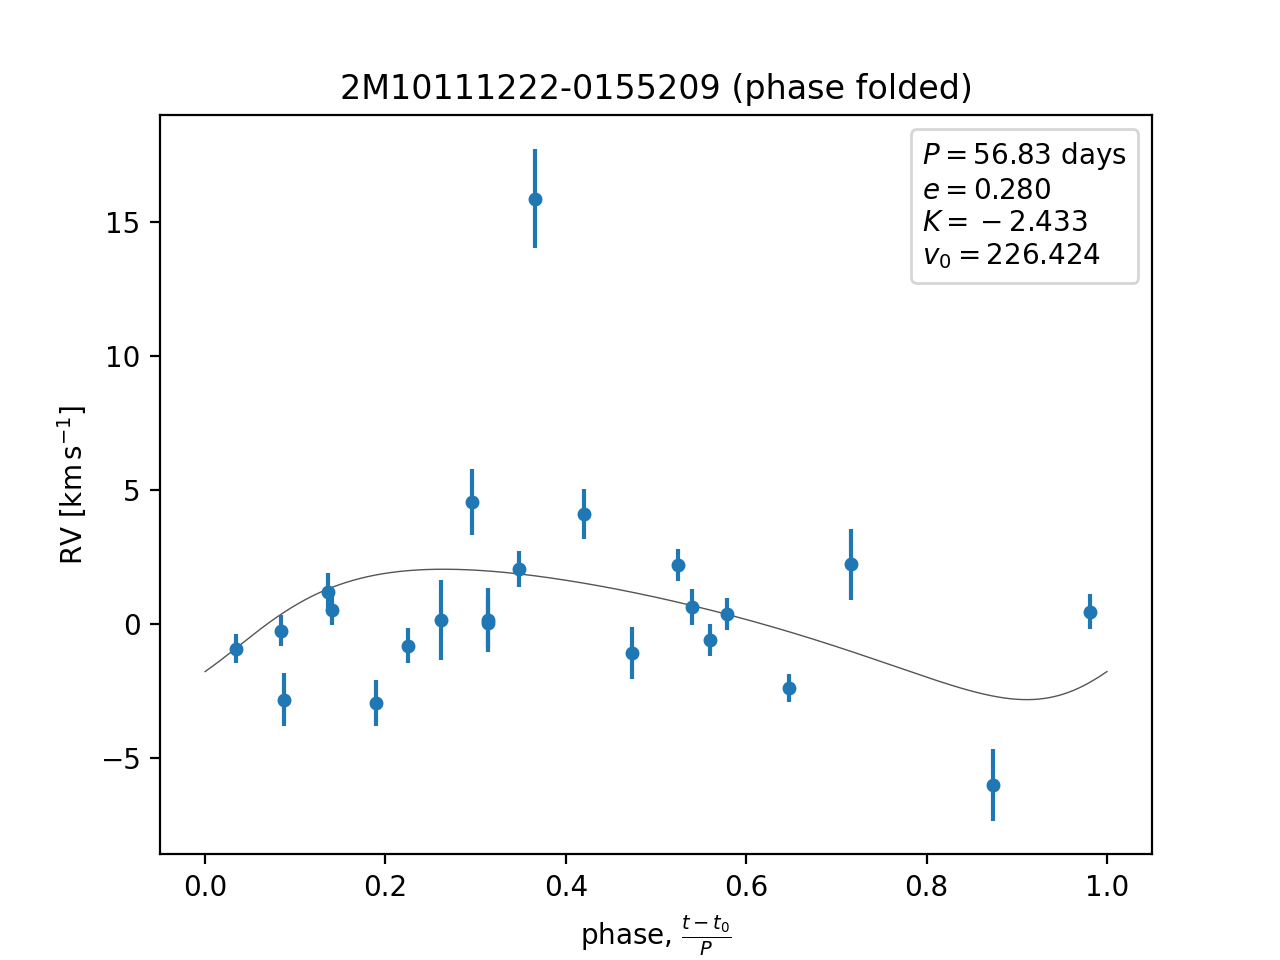 2M10111222-0155209 (phase folded)
P = 56.83 days
e = 0.280
K = −2.433
v₀ = 226.424
RV [km s⁻¹]
15
10
5
0
−5
0.0 0.2 0.4 0.6 0.8 1.0
phase, (t − t₀)/P